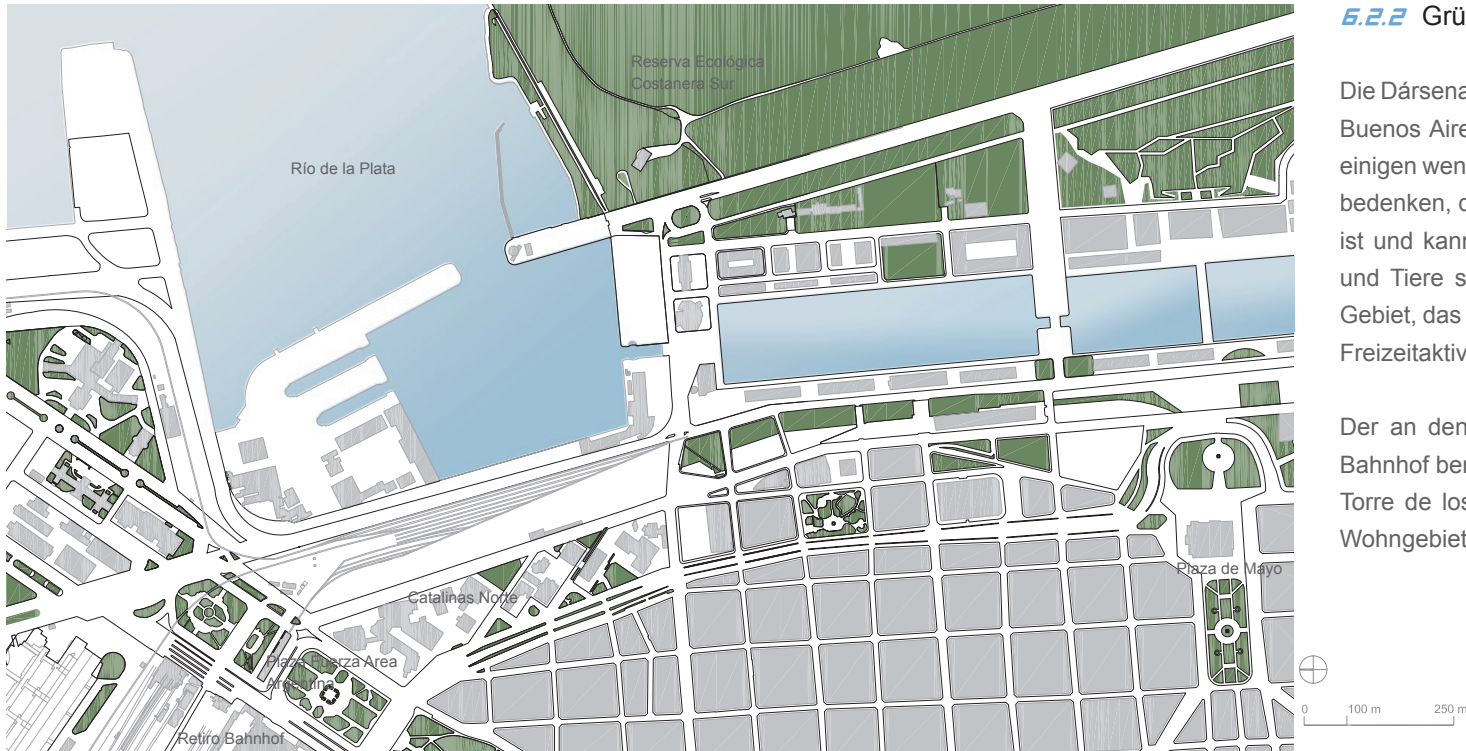 Reserva Ecológica
Costanera Sur
Río de la Plata
Catalinas Norte
Plaza de Mayo
Plaza Fuerza Area
Argentina
Retiro Bahnhof
0 100 m 250 m
6.2.2 Grü
Die Dársena
Buenos Aire
einigen wen
bedenken, d
ist und kann
und Tiere s
Gebiet, das
Freizeitaktiv
Der an den
Bahnhof ber
Torre de los
Wohngebiet